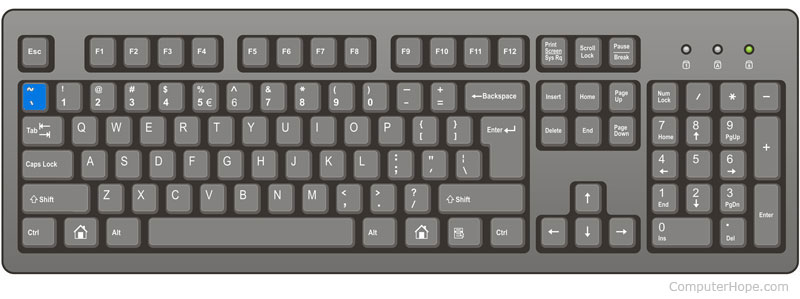 Esc F1 F2 F3 F4 F5 F6 F7 F8 F9 F10 F11 F12 Print Screen Sys Rq Scroll Lock Pause Break 1 A
~ ` ! 1 @ 2 # 3 $ 4 % 5 € ^ 6 & 7 * 8 ( 9 ) 0 - - + = ←Backspace Insert Home Page Up Num Lock / * -
Tab Q W E R T Y U I O P { [ } ] Enter Delete End Page Down 7 Home 8 ↑ 9 PgUp +
Caps Lock A S D F G H J K L : ; " ' ¦ \ 4 ← 5 6 →
⇧Shift Z X C V B N M < , > . ? / ⇧Shift ↑ 1 End 2 ↓ 3 PgDn Enter
Ctrl Alt Alt Ctrl ← ↓ → 0 Ins . Del
ComputerHope.com